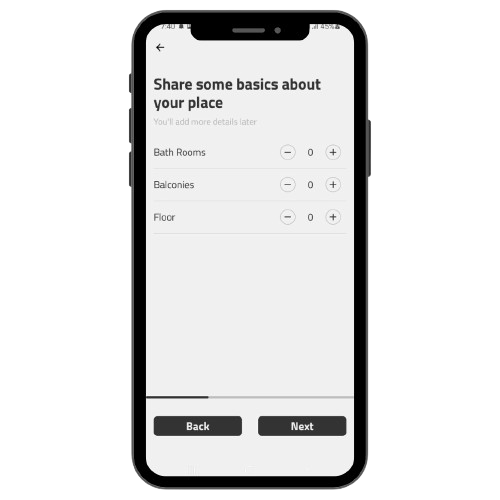 7:40
45%
Share some basics about
your place
You'll add more details later
Bath Rooms 0
Balconies 0
Floor 0
Back Next